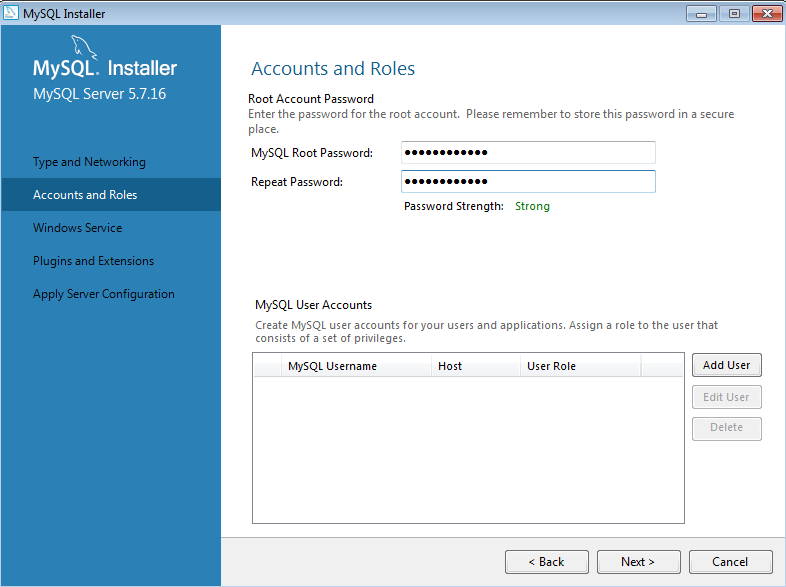 MySQL Installer
MySQL. Installer
MySQL Server 5.7.16
Type and Networking
Accounts and Roles
Windows Service
Plugins and Extensions
Apply Server Configuration
Accounts and Roles
Root Account Password
Enter the password for the root account.  Please remember to store this password in a secure
place.
MySQL Root Password: ●●●●●●●●●●●●
Repeat Password: ●●●●●●●●●●●●
Password Strength: Strong
MySQL User Accounts
Create MySQL user accounts for your users and applications. Assign a role to the user that
consists of a set of privileges.
MySQL Username Host User Role
Add User
Edit User
Delete
< Back Next > Cancel